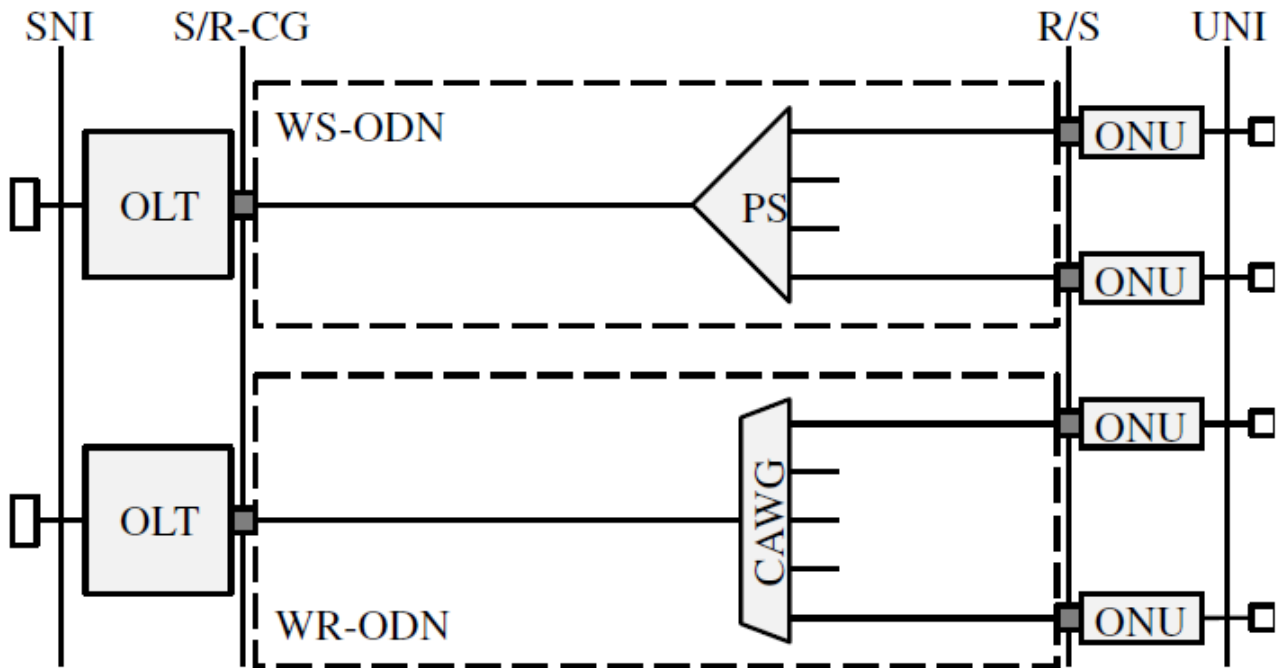 SNI S/R-CG R/S UNI
WS-ODN
ONU
OLT
PS
ONU
ONU
CAWG
OLT
WR-ODN
ONU